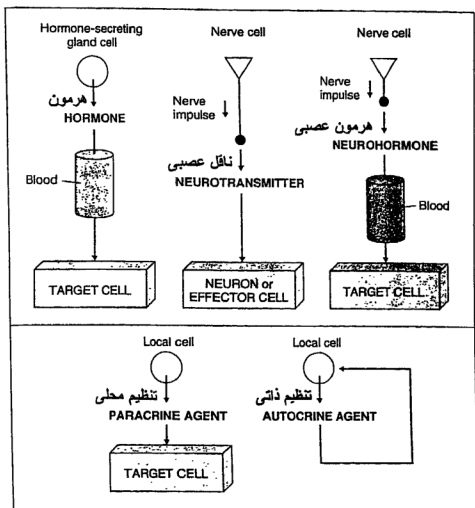 Hormone-secreting
gland cell
هرمون
HORMONE
Blood
TARGET CELL
Nerve cell
Nerve
impulse
ناقل عصبی
NEUROTRANSMITTER
NEURON or
EFFECTOR CELL
Nerve cell
Nerve
impulse
هرمون عصبی
NEUROHORMONE
Blood
TARGET CELL
Local cell
تنظیم محلی
PARACRINE AGENT
TARGET CELL
Local cell
تنظیم ذاتی
AUTOCRINE AGENT